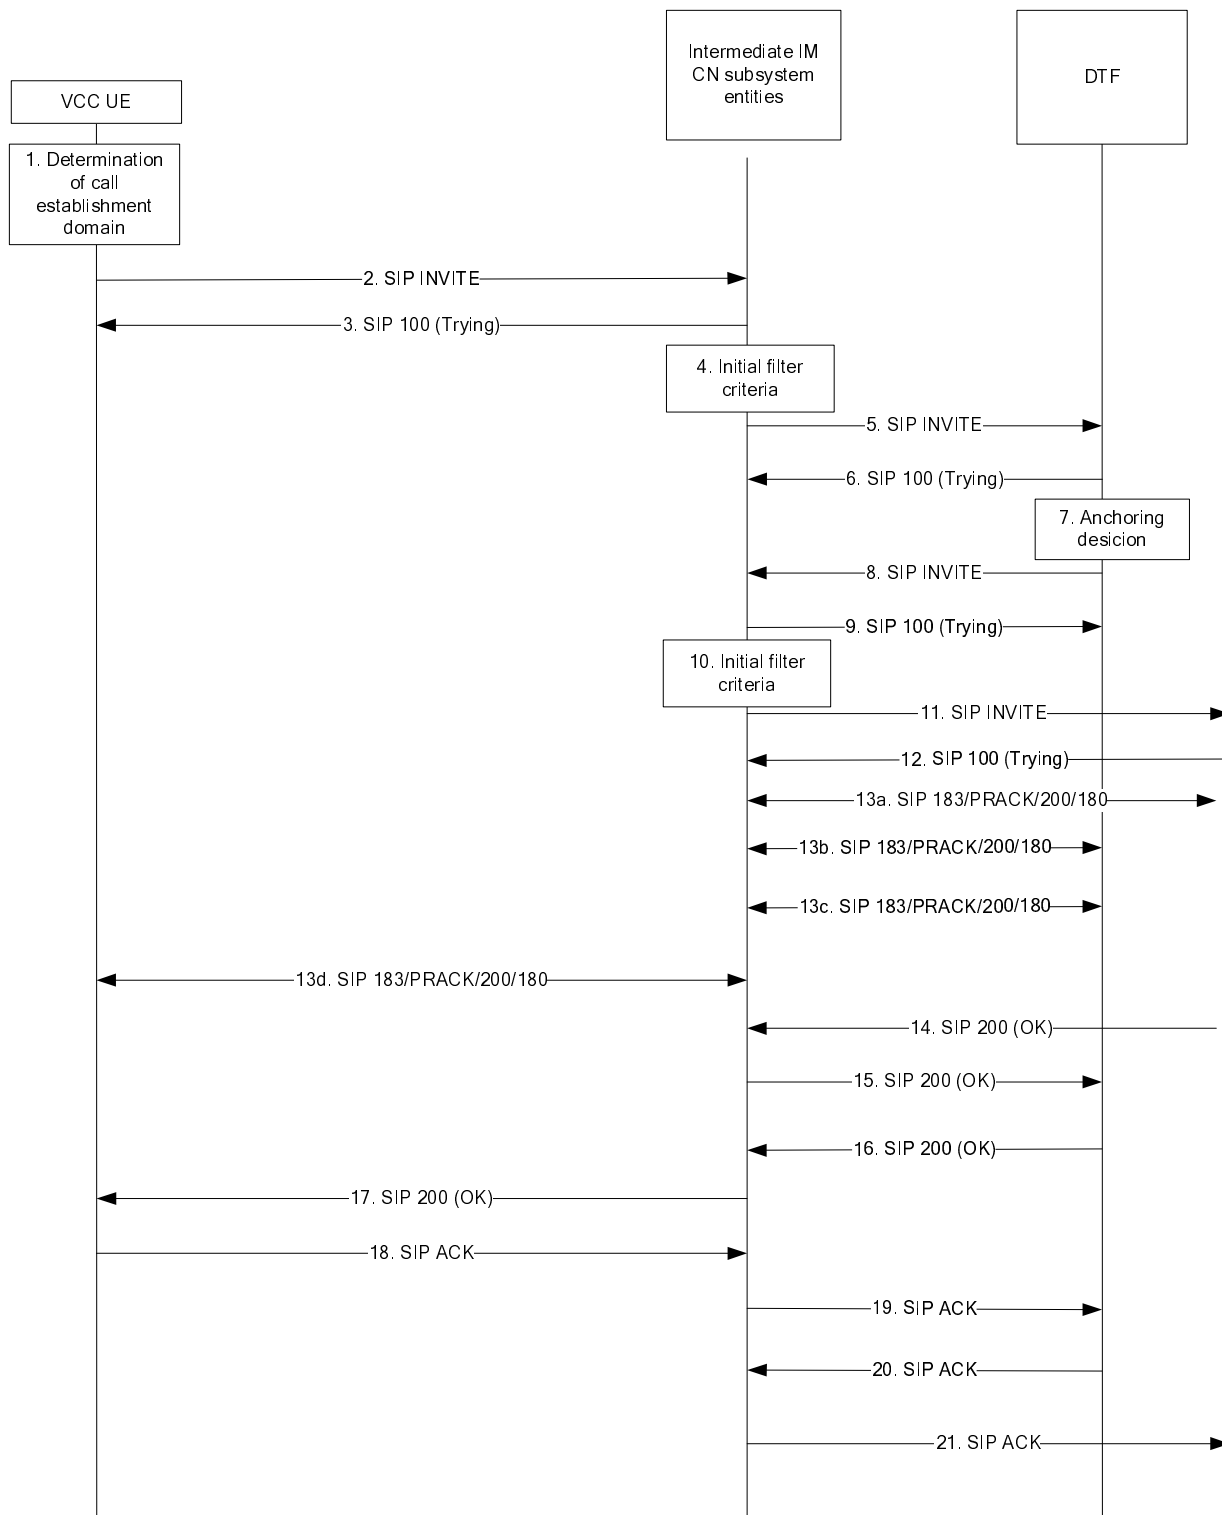 Intermediate IM
CN subsystem
entities
DTF
VCC UE
1. Determination
of call
establishment
domain
2. SIP INVITE
3. SIP 100 (Trying)
4. Initial filter
criteria
5. SIP INVITE
6. SIP 100 (Trying)
7. Anchoring
desicion
8. SIP INVITE
9. SIP 100 (Trying)
10. Initial filter
criteria
11. SIP INVITE
12. SIP 100 (Trying)
13a. SIP 183/PRACK/200/180
13b. SIP 183/PRACK/200/180
13c. SIP 183/PRACK/200/180
13d. SIP 183/PRACK/200/180
14. SIP 200 (OK)
15. SIP 200 (OK)
16. SIP 200 (OK)
17. SIP 200 (OK)
18. SIP ACK
19. SIP ACK
20. SIP ACK
21. SIP ACK